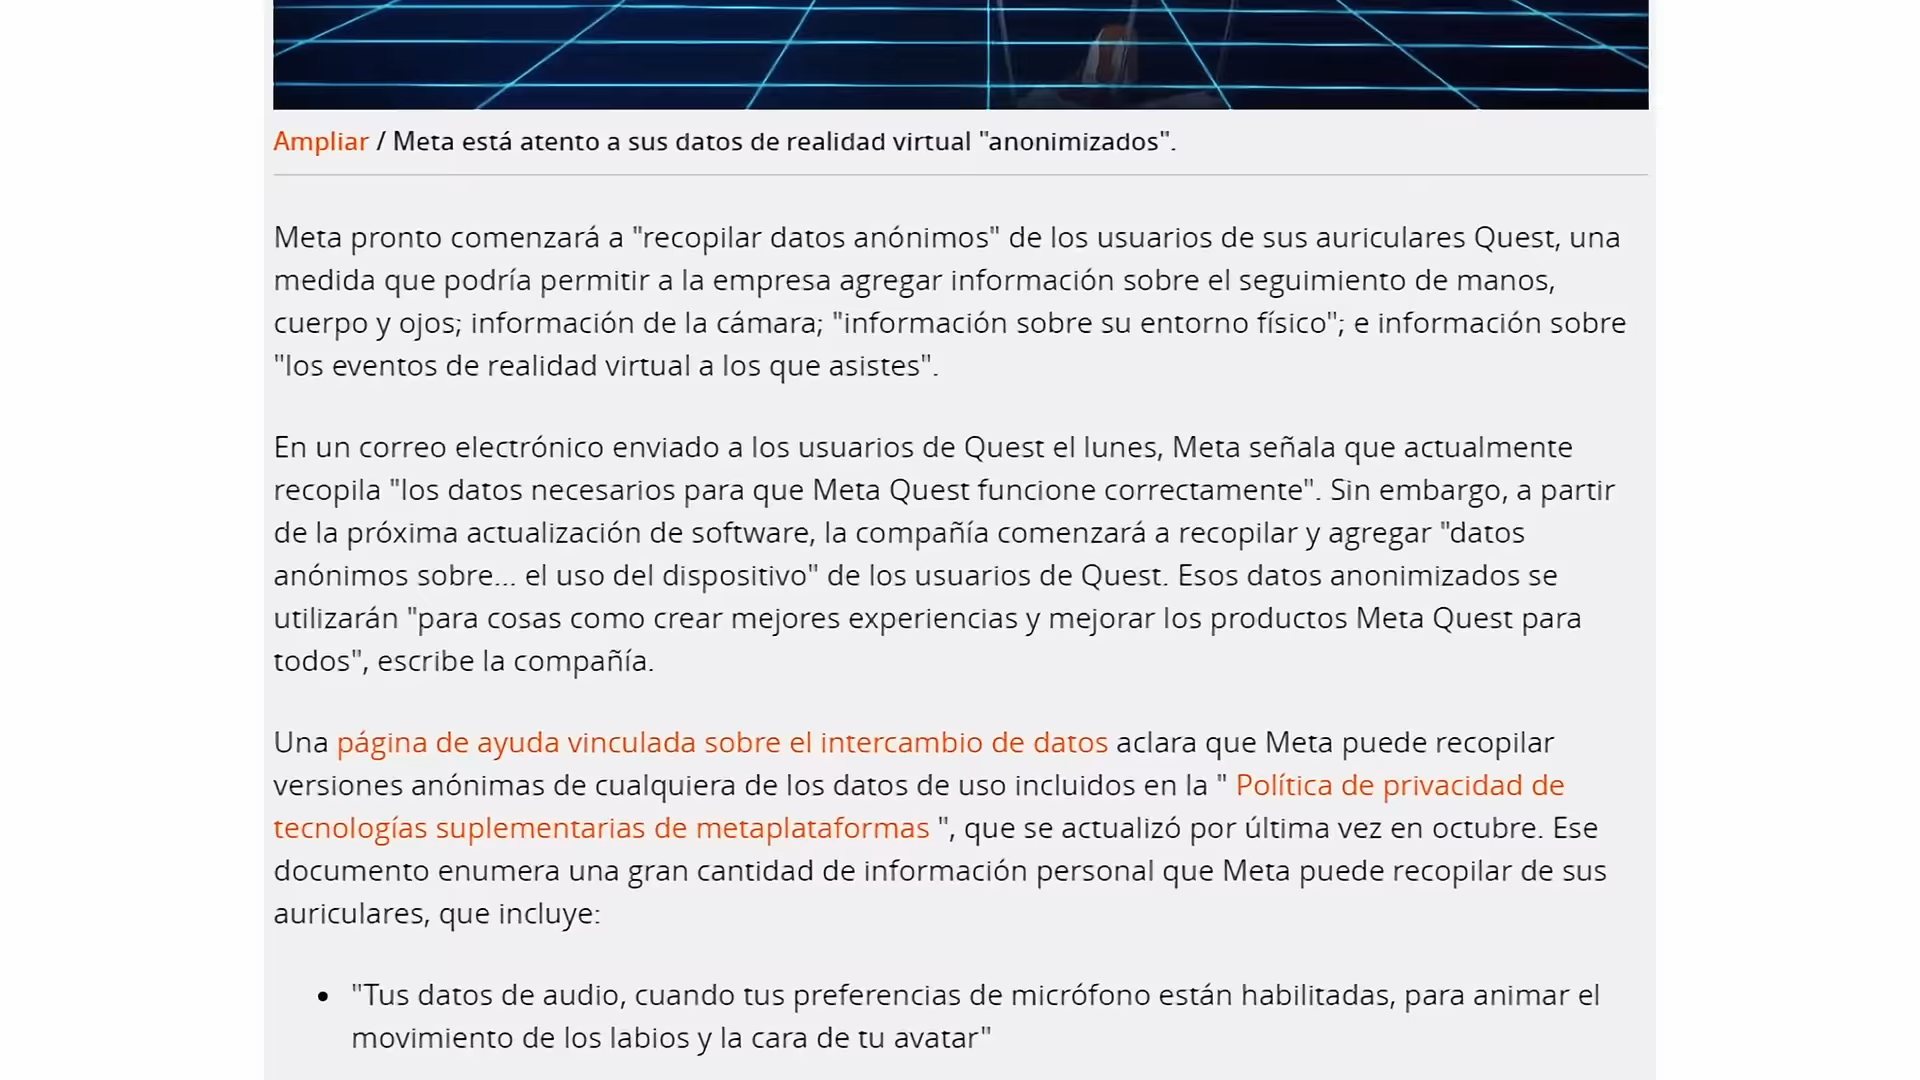 Ampliar / Meta está atento a sus datos de realidad virtual "anonimizados".
Meta pronto comenzará a "recopilar datos anónimos" de los usuarios de sus auriculares Quest, una
medida que podría permitir a la empresa agregar información sobre el seguimiento de manos,
cuerpo y ojos; información de la cámara; "información sobre su entorno físico"; e información sobre
"los eventos de realidad virtual a los que asistes".
En un correo electrónico enviado a los usuarios de Quest el lunes, Meta señala que actualmente
recopila "los datos necesarios para que Meta Quest funcione correctamente". Sin embargo, a partir
de la próxima actualización de software, la compañía comenzará a recopilar y agregar "datos
anónimos sobre... el uso del dispositivo" de los usuarios de Quest. Esos datos anonimizados se
utilizarán "para cosas como crear mejores experiencias y mejorar los productos Meta Quest para
todos", escribe la compañía.
Una página de ayuda vinculada sobre el intercambio de datos aclara que Meta puede recopilar
versiones anónimas de cualquiera de los datos de uso incluidos en la " Política de privacidad de
tecnologías suplementarias de metaplataformas ", que se actualizó por última vez en octubre. Ese
documento enumera una gran cantidad de información personal que Meta puede recopilar de sus
auriculares, que incluye:
• "Tus datos de audio, cuando tus preferencias de micrófono están habilitadas, para animar el
movimiento de los labios y la cara de tu avatar"